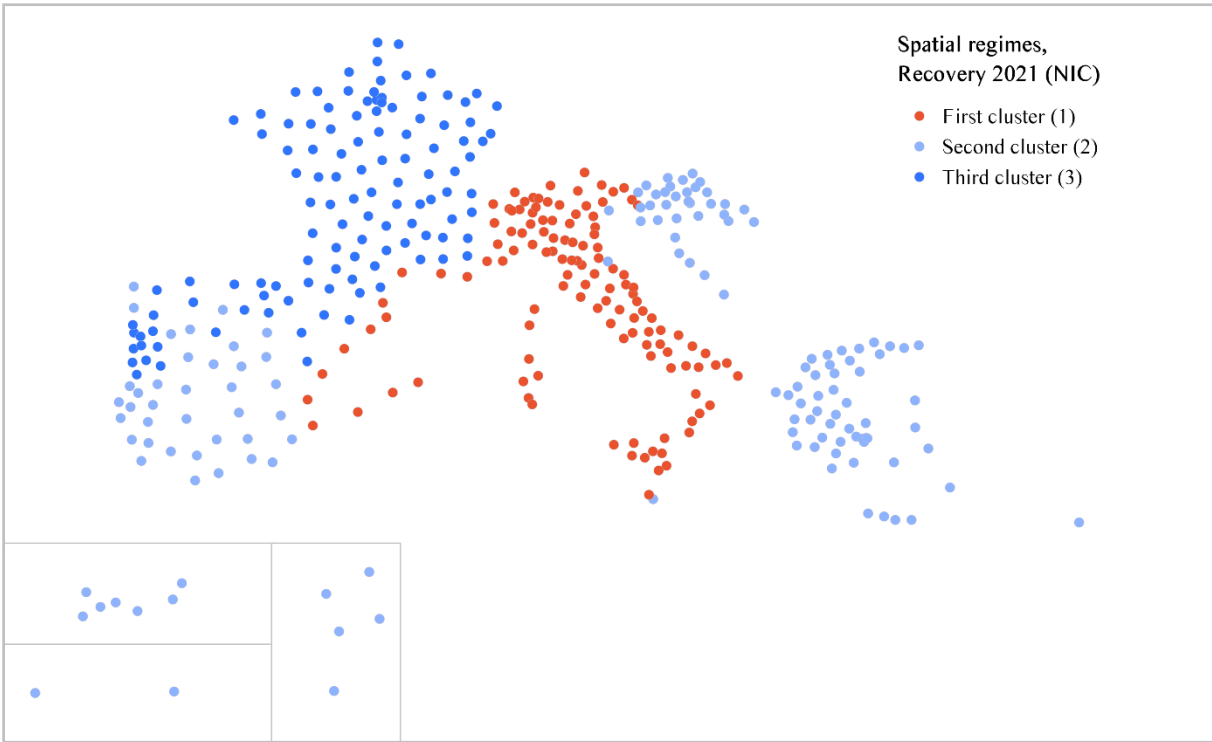 Spatial regimes,
Recovery 2021 (NIC)
First cluster (1)
Second cluster (2)
Third cluster (3)